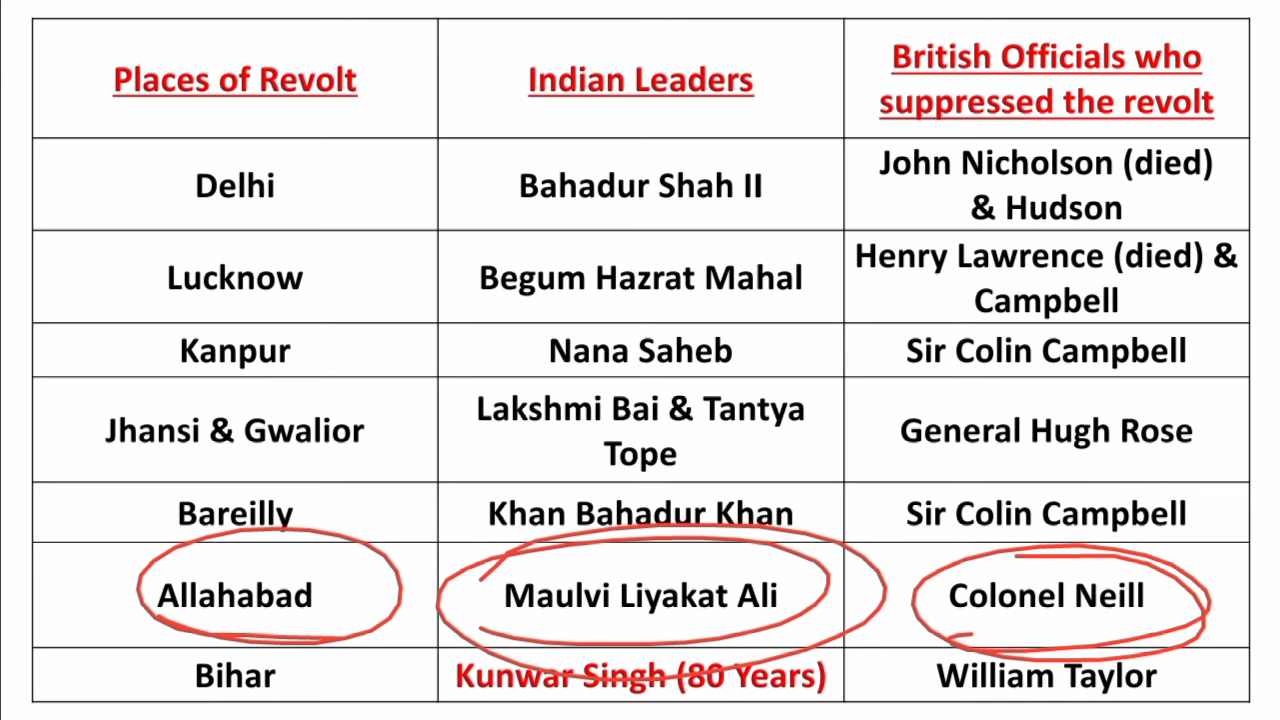 Places of Revolt
Indian Leaders
British Officials who
suppressed the revolt
Delhi
Bahadur Shah II
John Nicholson (died)
& Hudson
Lucknow
Begum Hazrat Mahal
Henry Lawrence (died) &
Campbell
Kanpur
Nana Saheb
Sir Colin Campbell
Jhansi & Gwalior
Lakshmi Bai & Tantya
Tope
General Hugh Rose
Bareilly
Khan Bahadur Khan
Sir Colin Campbell
Allahabad
Maulvi Liyakat Ali
Colonel Neill
Bihar
Kunwar Singh (80 Years)
William Taylor